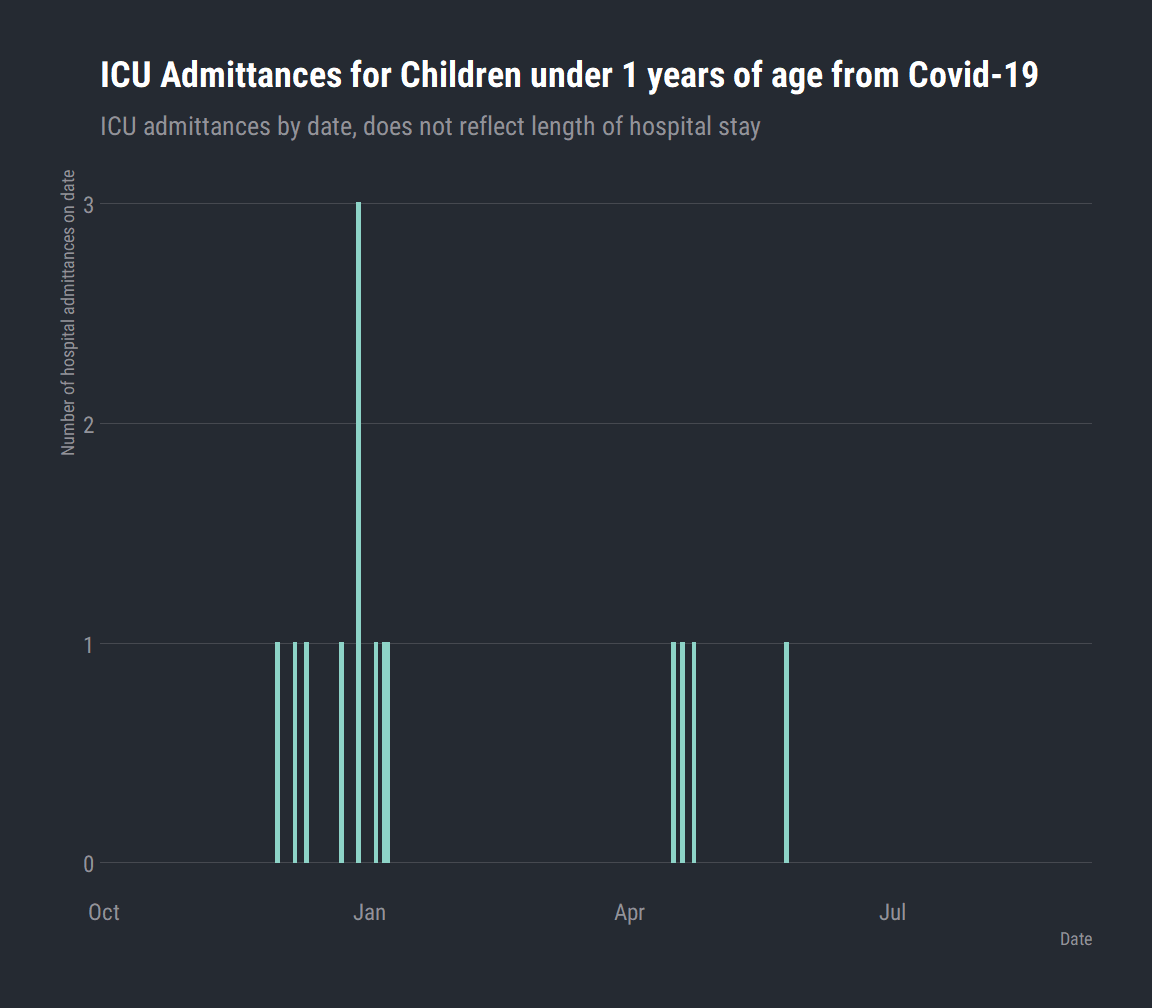 ICU Admittances for Children under 1 years of age from Covid-19
ICU admittances by date, does not reflect length of hospital stay
Number of hospital admittances on date
3
2
1
0
Oct Jan Apr Jul
Date